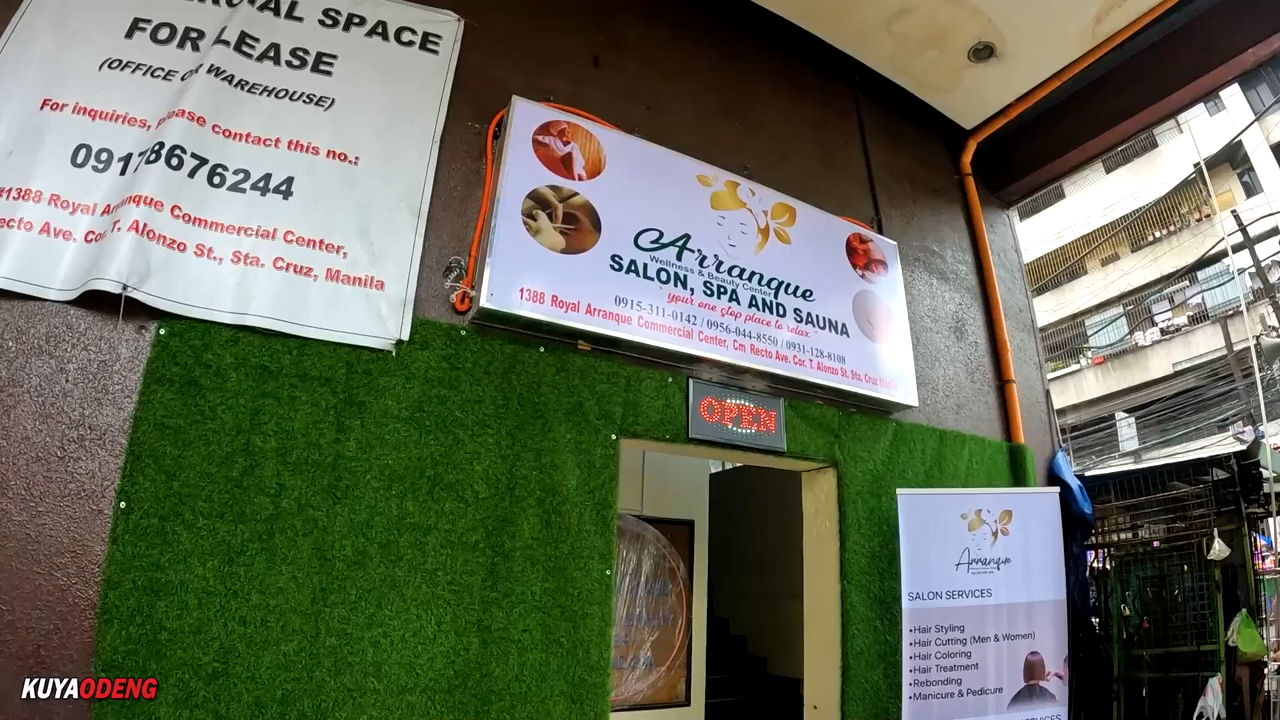 SPACE
FOR LEASE
(OFFICE OR WAREHOUSE)
For inquiries, please contact this no.:
09178676244
#1388 Royal Arranque Commercial Center,
Recto Ave. Cor. T. Alonzo St., Sta. Cruz, Manila
Arranque
Wellness & Beauty Center
SALON, SPA AND SAUNA
"your one stop place to relax"
0915-311-0142 / 0956-044-8550 / 0931-128-8108
1388 Royal Arranque Commercial Center, Cm Recto Ave. Cor. T. Alonzo St. Sta. Cruz Manila
OPEN
Arranque
SALON SERVICES
•Hair Styling
•Hair Cutting (Men & Women)
•Hair Coloring
•Hair Treatment
•Rebonding
•Manicure & Pedicure
SERVICES
KUYAODENG